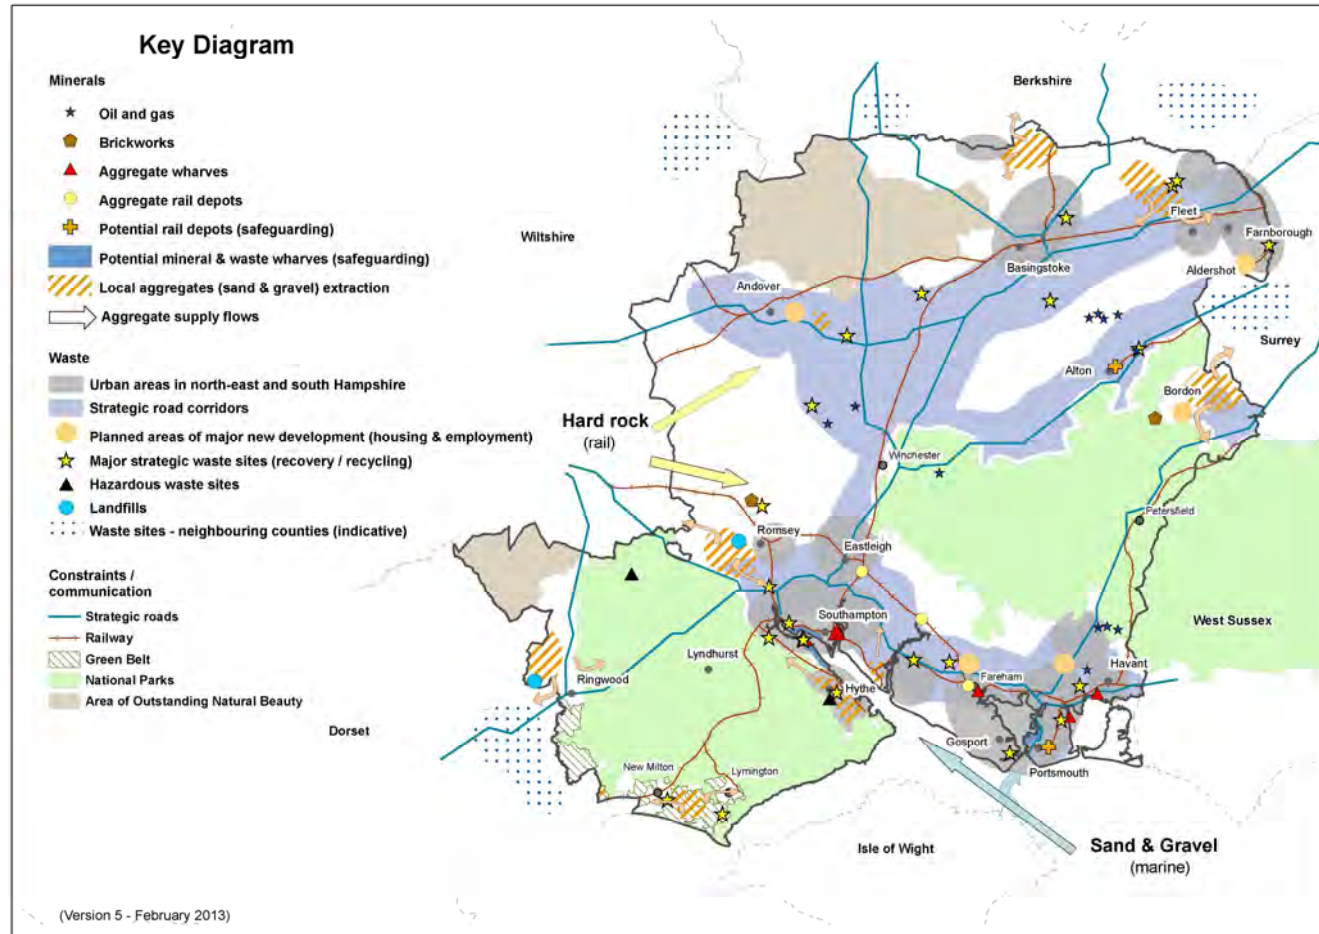 Key Diagram
Minerals
Oil and gas
Brickworks
Aggregate wharves
Aggregate rail depots
Potential rail depots (safeguarding)
Potential mineral & waste wharves (safeguarding)
Local aggregates (sand & gravel) extraction
Aggregate supply flows
Waste
Urban areas in north-east and south Hampshire
Strategic road corridors
Planned areas of major new development (housing & employment)
Major strategic waste sites (recovery / recycling)
Hazardous waste sites
Landfills
Waste sites - neighbouring counties (indicative)
Constraints /
communication
Strategic roads
Railway
Green Belt
National Parks
Area of Outstanding Natural Beauty
(Version 5 - February 2013)
Berkshire
Wiltshire
Fleet
Farnborough
Basingstoke
Aldershot
Andover
Surrey
Alton
Bordon
Hard rock
(rail)
Winchester
Petersfield
Romsey
Eastleigh
Southampton
West Sussex
Lyndhurst
Havant
Ringwood
Hythe
Fareham
Dorset
Gosport
New Milton
Lymington
Portsmouth
Isle of Wight
Sand & Gravel
(marine)